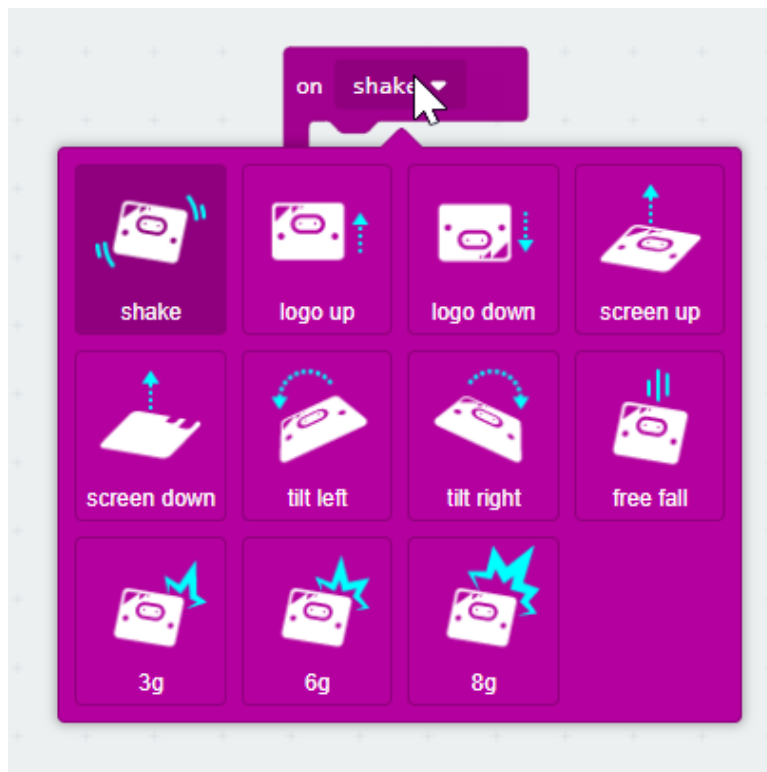 on shake
shake
logo up
logo down
screen up
screen down
tilt left
tilt right
free fall
3g
6g
8g